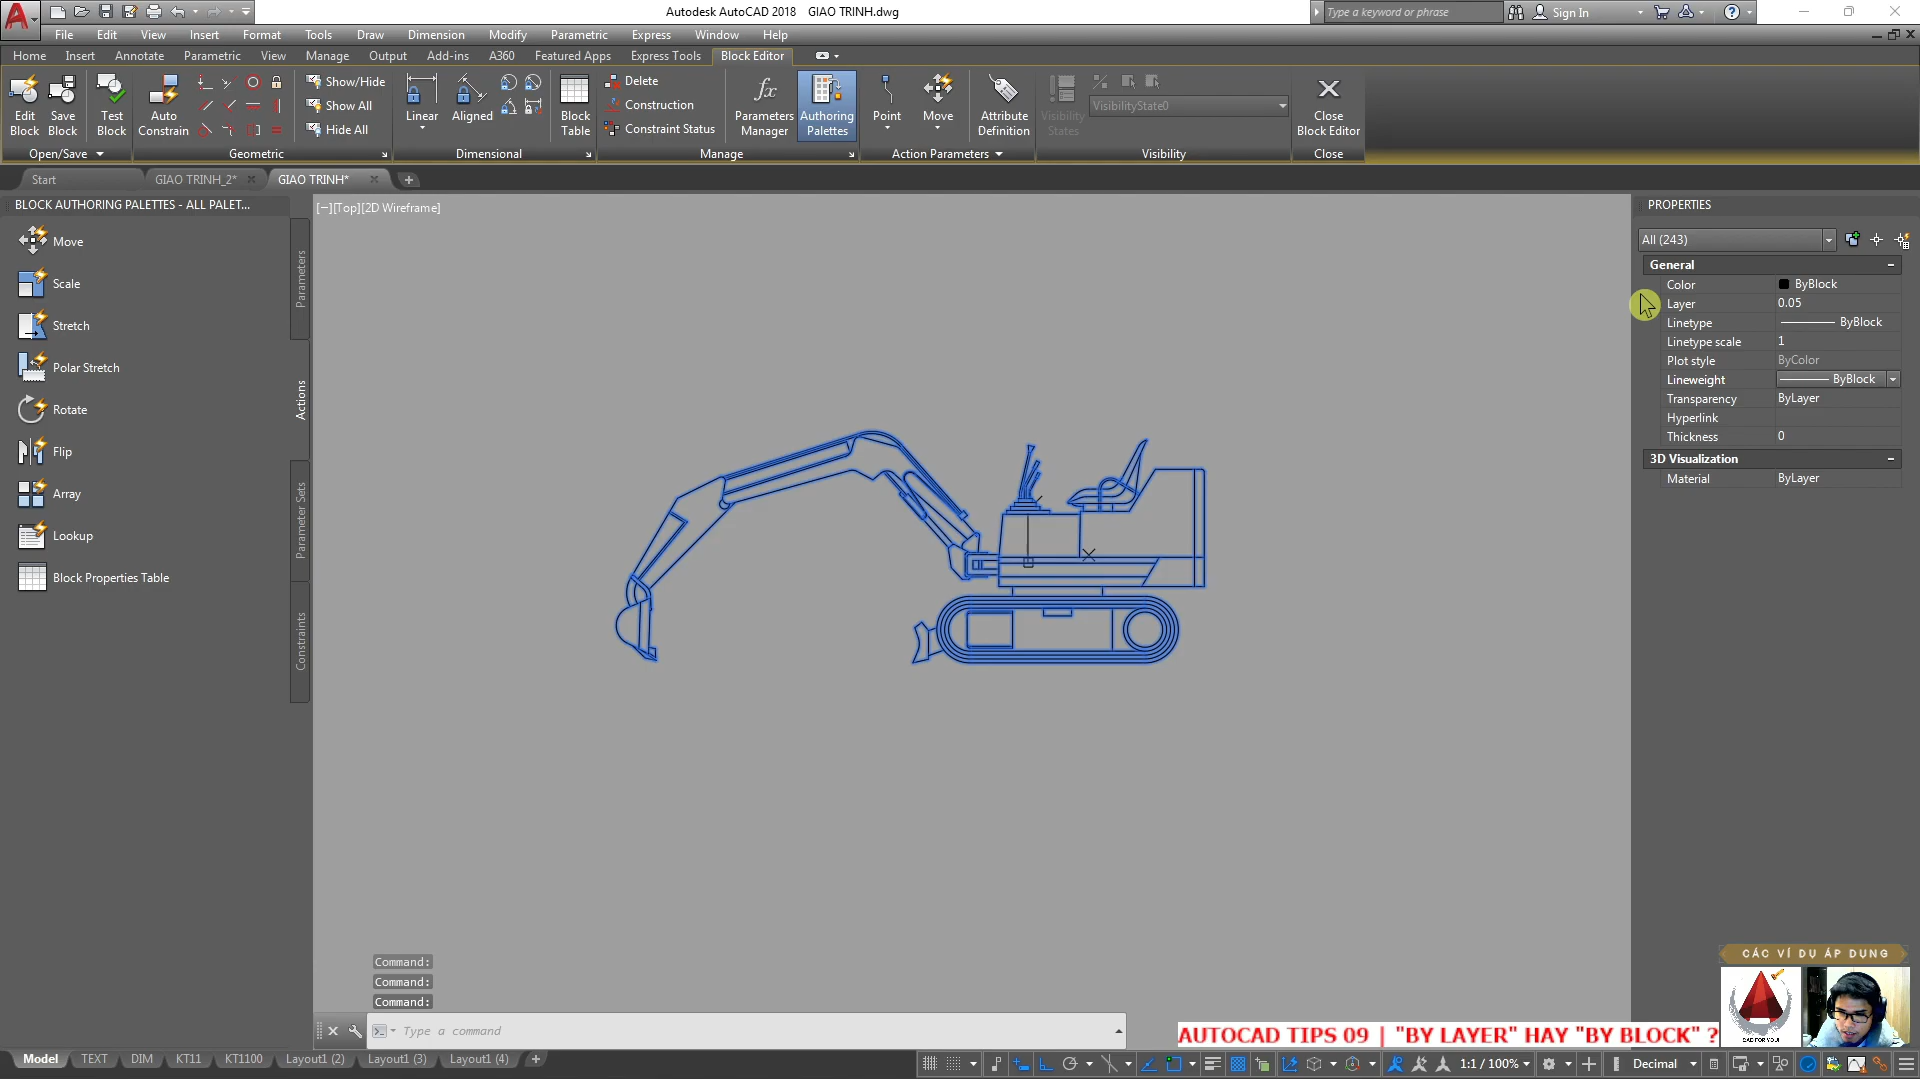 Autodesk AutoCAD 2018 GIAO TRINH.dwg
Type a keyword or phrase
Sign In
File Edit View Insert Format Tools Draw Dimension Modify Parametric Express Window Help
Home Insert Annotate Parametric View Manage Output Add-ins A360 Featured Apps Express Tools Block Editor
Edit Block
Save Block
Test Block
Auto Constrain
Show/Hide
Show All
Hide All
Linear
Aligned
Block Table
Delete
Construction
Constraint Status
Parameters Manager
Authoring Palettes
Point
Move
Attribute Definition
Visibility States
VisibilityState0
Close Block Editor
Open/Save
Geometric
Dimensional
Manage
Action Parameters
Visibility
Close
Start
GIAO TRINH_2*
GIAO TRINH*
BLOCK AUTHORING PALETTES - ALL PALET...
Move
Scale
Stretch
Polar Stretch
Rotate
Flip
Array
Lookup
Block Properties Table
Parameters
Actions
Parameter Sets
Constraints
[−][Top][2D Wireframe]
PROPERTIES
All (243)
General
Color ByBlock
Layer 0.05
Linetype ByBlock
Linetype scale 1
Plot style ByColor
Lineweight ByBlock
Transparency ByLayer
Hyperlink
Thickness 0
3D Visualization
Material ByLayer
Command:
Command:
Command:
Type a command
CÁC VÍ DỤ ÁP DỤNG
CAD FOR YOU!
AUTOCAD TIPS 09 | "BY LAYER" HAY "BY BLOCK" ?
Model TEXT DIM KT11 KT1100 Layout1 (2) Layout1 (3) Layout1 (4)
1:1 / 100%
Decimal